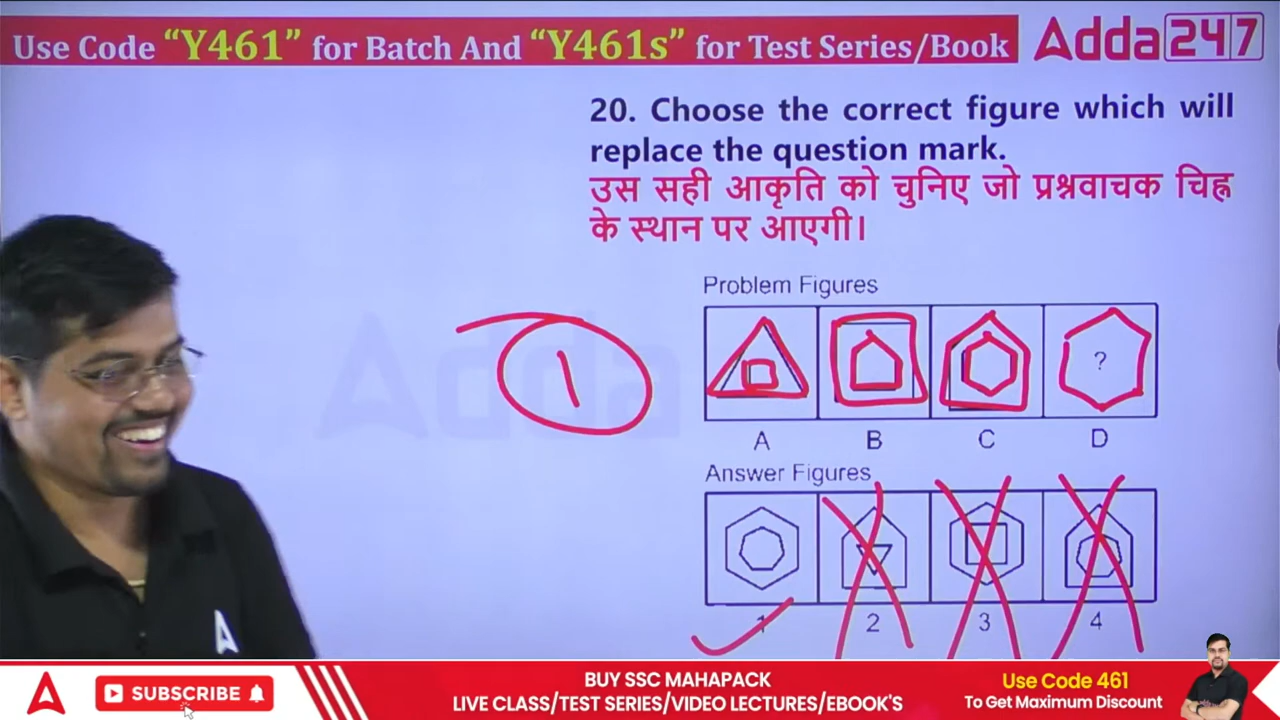 Use Code “Y461” for Batch And “Y461s” for Test Series/Book
Adda247
20. Choose the correct figure which will
replace the question mark.
उस सही आकृति को चुनिए जो प्रश्नवाचक चिह्न
के स्थान पर आएगी।
Problem Figures
?
A B C D
1
Answer Figures
1 2 3 4
Adda
SUBSCRIBE
BUY SSC MAHAPACK
LIVE CLASS/TEST SERIES/VIDEO LECTURES/EBOOK'S
Use Code 461
To Get Maximum Discount